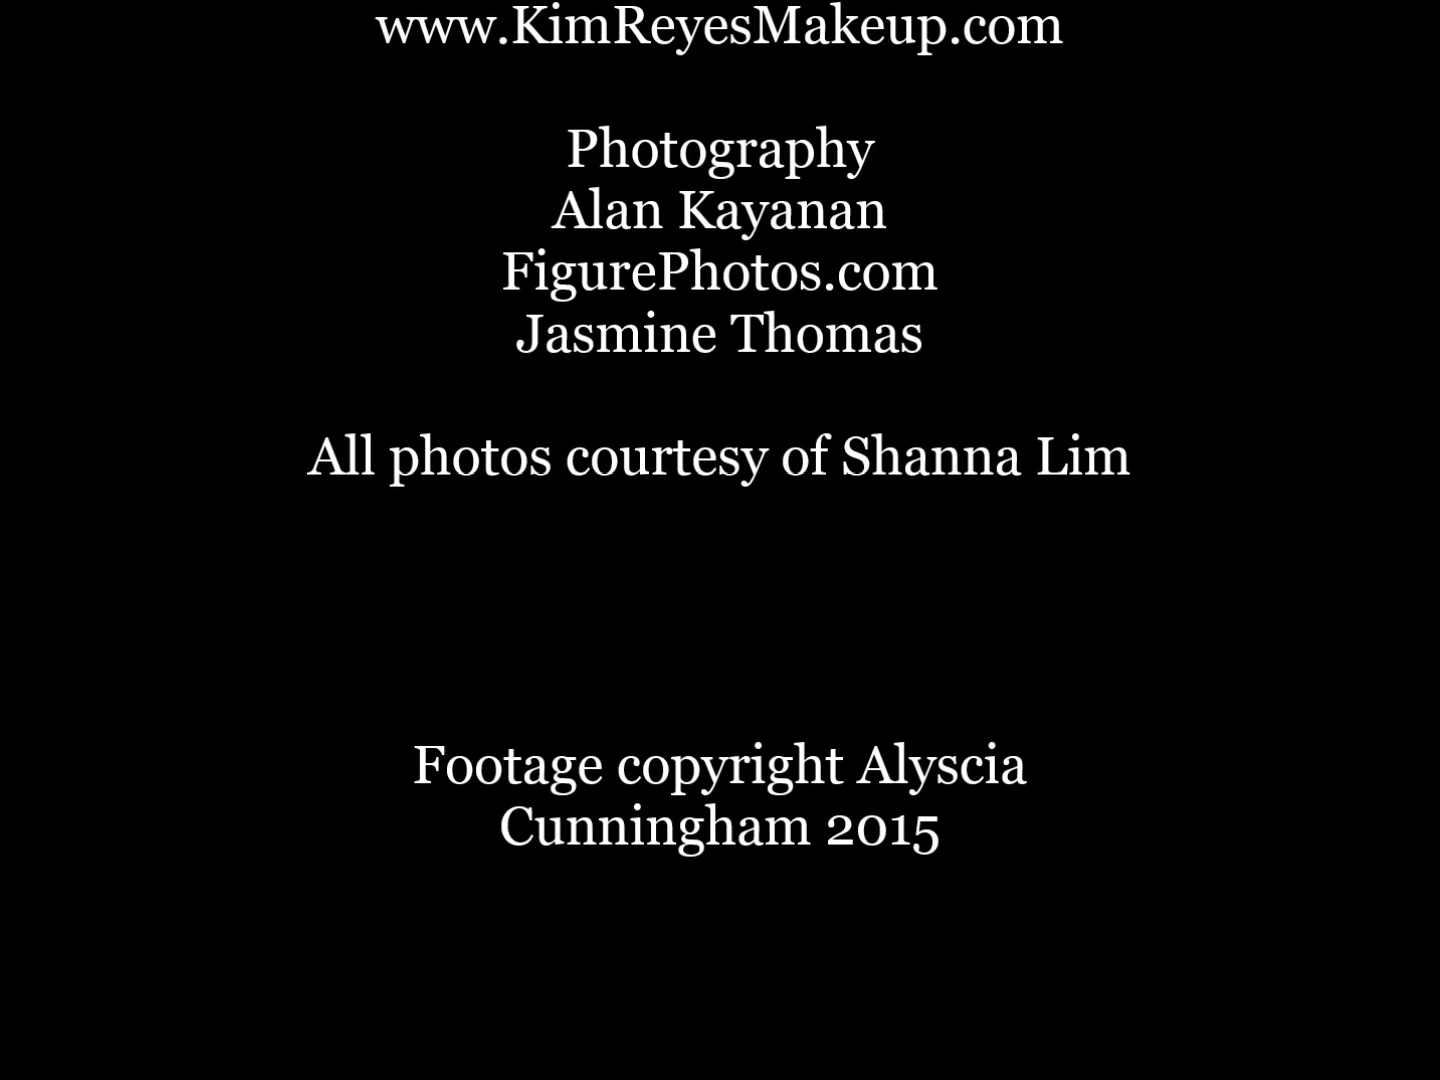 www.KimReyesMakeup.com
Photography
Alan Kayanan
FigurePhotos.com
Jasmine Thomas
All photos courtesy of Shanna Lim
Footage copyright Alyscia
Cunningham 2015